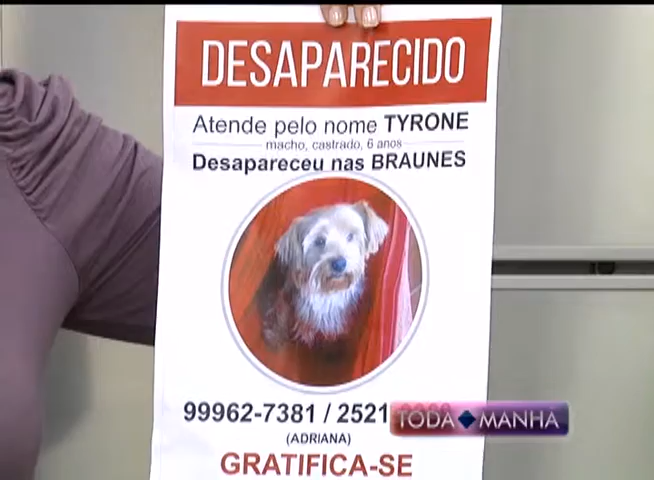 DESAPARECIDO
Atende pelo nome TYRONE
macho, castrado, 6 anos
Desapareceu nas BRAUNES
99962-7381 / 2521
TODA MANHA
(ADRIANA)
GRATIFICA-SE